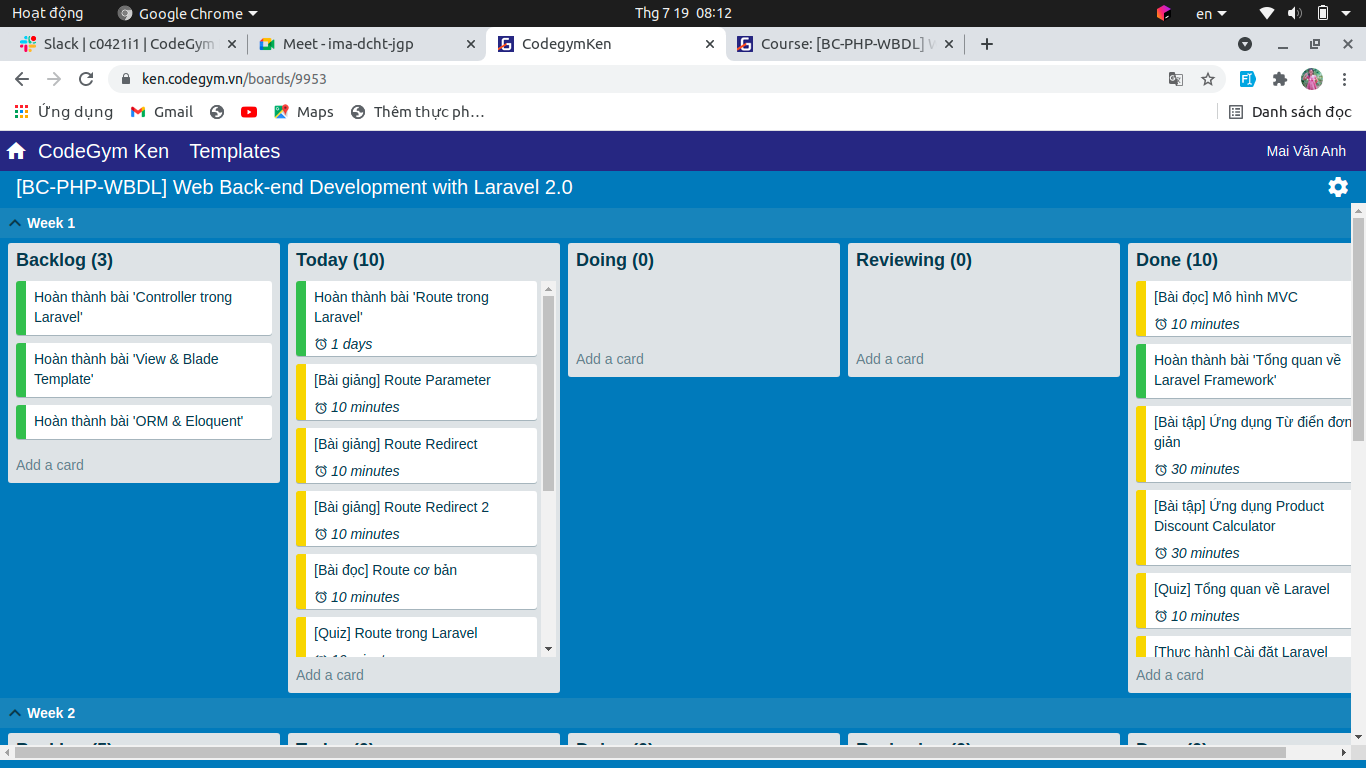 Hoạt động
Google Chrome
Thg 7 19 08:12
en
Slack | c0421i1 | CodeGym
Meet - ima-dcht-jgp
CodegymKen
Course: [BC-PHP-WBDL] W
ken.codegym.vn/boards/9953
Ứng dụng
Gmail
Maps
Thêm thực ph…
Danh sách đọc
CodeGym Ken
Templates
Mai Văn Anh
[BC-PHP-WBDL] Web Back-end Development with Laravel 2.0
Week 1
Backlog (3)
Hoàn thành bài 'Controller trong
Laravel'
Hoàn thành bài 'View & Blade
Template'
Hoàn thành bài 'ORM & Eloquent'
Add a card
Today (10)
Hoàn thành bài 'Route trong
Laravel'
1 days
[Bài giảng] Route Parameter
10 minutes
[Bài giảng] Route Redirect
10 minutes
[Bài giảng] Route Redirect 2
10 minutes
[Bài đọc] Route cơ bản
10 minutes
[Quiz] Route trong Laravel
Add a card
Doing (0)
Add a card
Reviewing (0)
Add a card
Done (10)
[Bài đọc] Mô hình MVC
10 minutes
Hoàn thành bài 'Tổng quan về
Laravel Framework'
[Bài tập] Ứng dụng Từ điển đơn
giản
30 minutes
[Bài tập] Ứng dụng Product
Discount Calculator
30 minutes
[Quiz] Tổng quan về Laravel
10 minutes
[Thực hành] Cài đặt Laravel
Add a card
Week 2